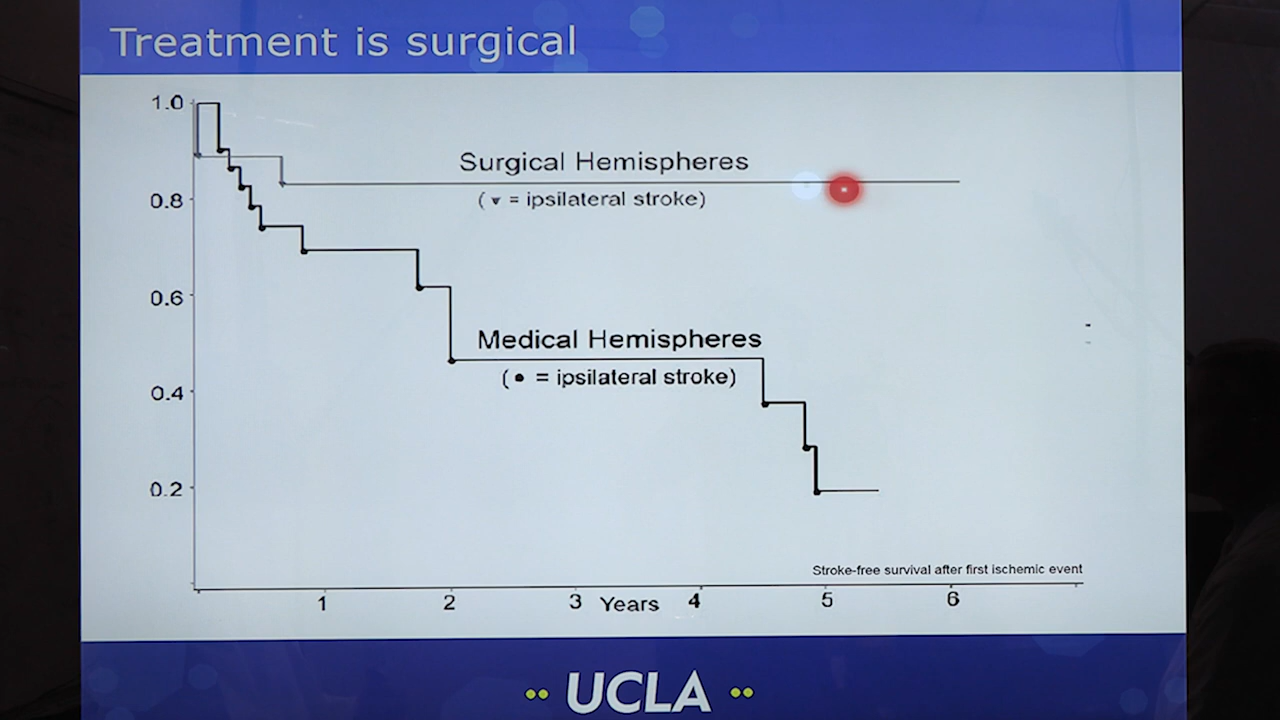 Treatment is surgical
1.0
Surgical Hemispheres
(▼ = ipsilateral stroke)
0.8
0.6
Medical Hemispheres
(● = ipsilateral stroke)
0.4
0.2
Stroke-free survival after first ischemic event
1 2 3 Years 4 5 6
UCLA